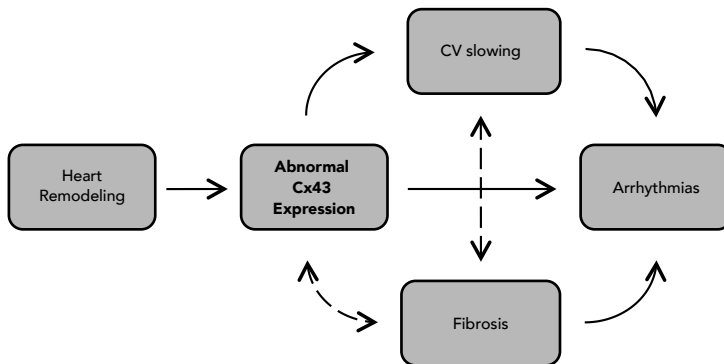 CV slowing
Heart
Remodeling
Abnormal
Cx43
Expression
Arrhythmias
Fibrosis